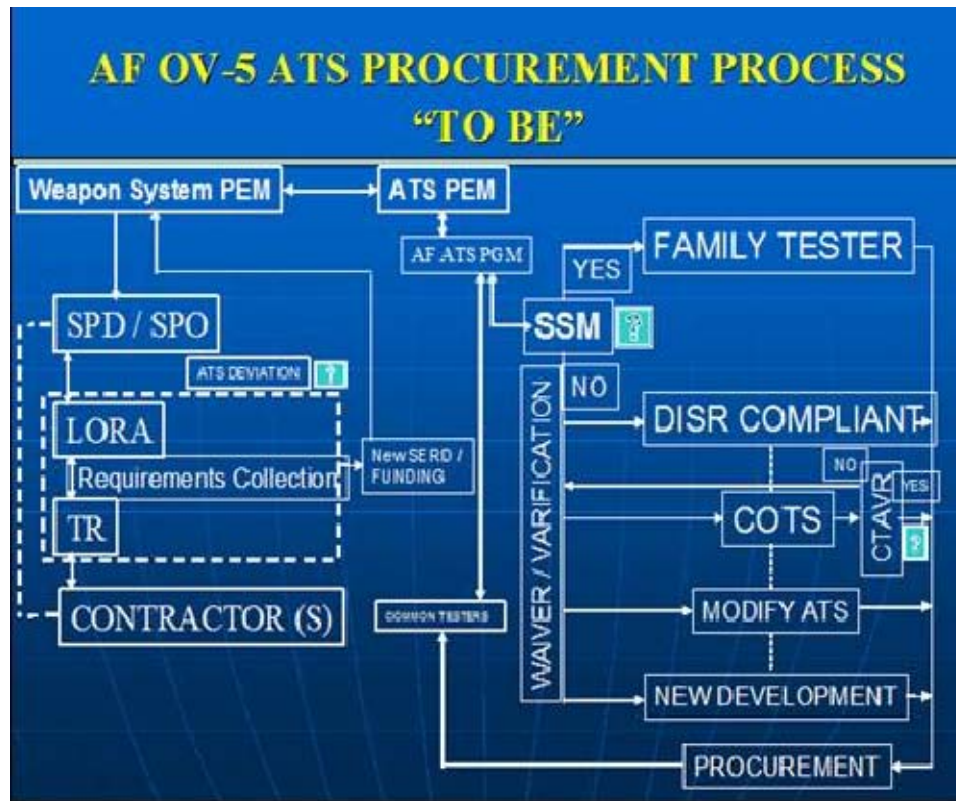 AF OV-5 ATS PROCUREMENT PROCESS
“TO BE”
Weapon System PEM
ATS PEM
AF ATS PGM
YES
FAMILY TESTER
SPD / SPO
SSM
?
ATS DEVIATION
?
NO
LORA
DISR COMPLIANT
Requirements Collection
New SERD /
FUNDING
NO
YES
TR
COTS
CTAVR
?
WAIVER / VARIFICATION
CONTRACTOR (S)
COMMON TESTERS
MODIFY ATS
NEW DEVELOPMENT
PROCUREMENT